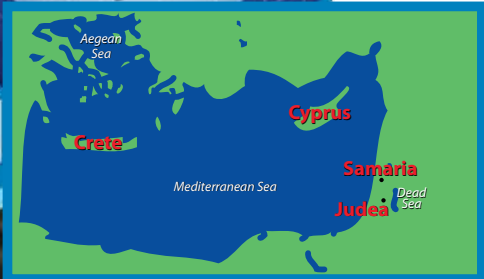 Aegean
Sea
Cyprus
Crete
Samaria
Mediterranean Sea
Dead
Sea
Judea